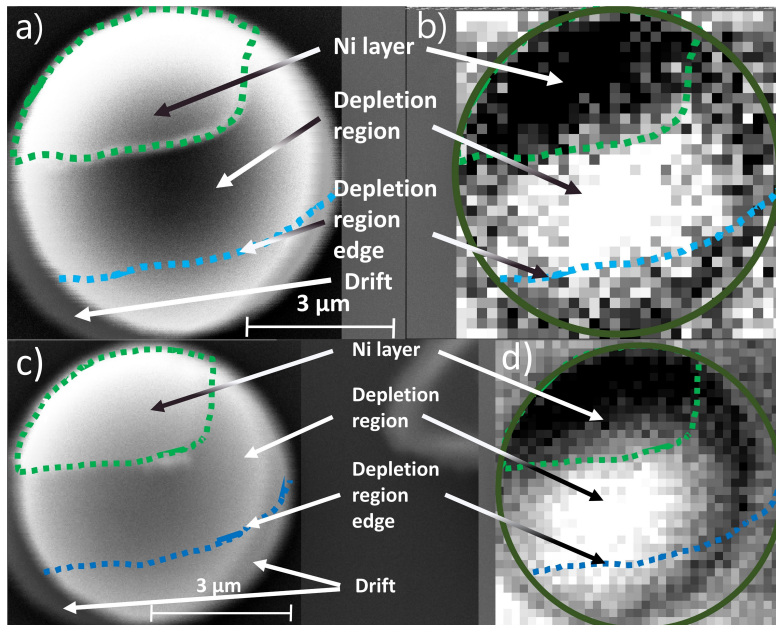 a)
b)
Ni layer
Depletion
region
Depletion
region
edge
Drift
3 μm
c)
d)
Ni layer
Depletion
region
Depletion
region
edge
Drift
3 μm